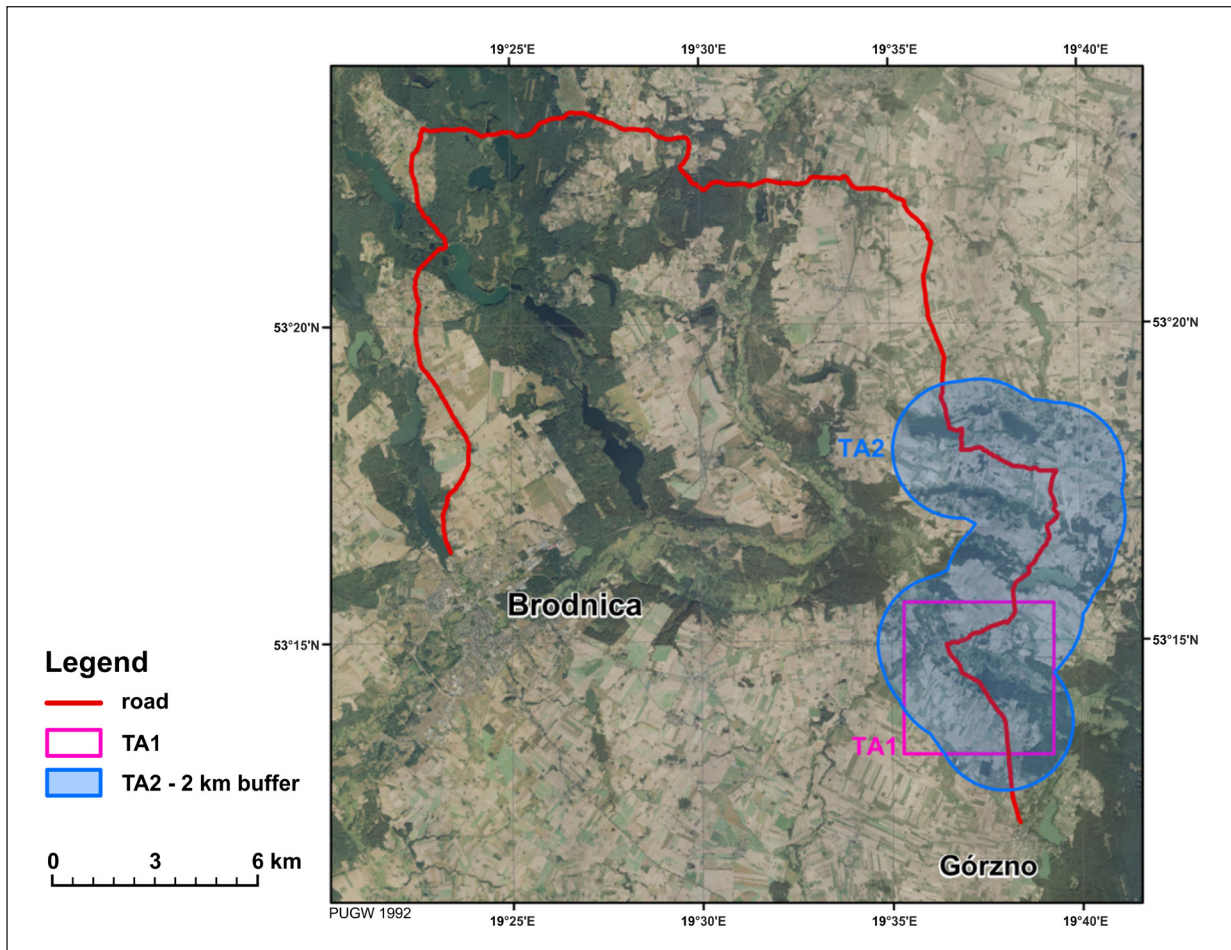 19°25'E 19°30'E 19°35'E 19°40'E
53°20'N 53°20'N
TA2
Brodnica
53°15'N 53°15'N
Legend
road
TA1
TA1
TA2 - 2 km buffer
0 3 6 km
Górzno
PUGW 1992
19°25'E 19°30'E 19°35'E 19°40'E